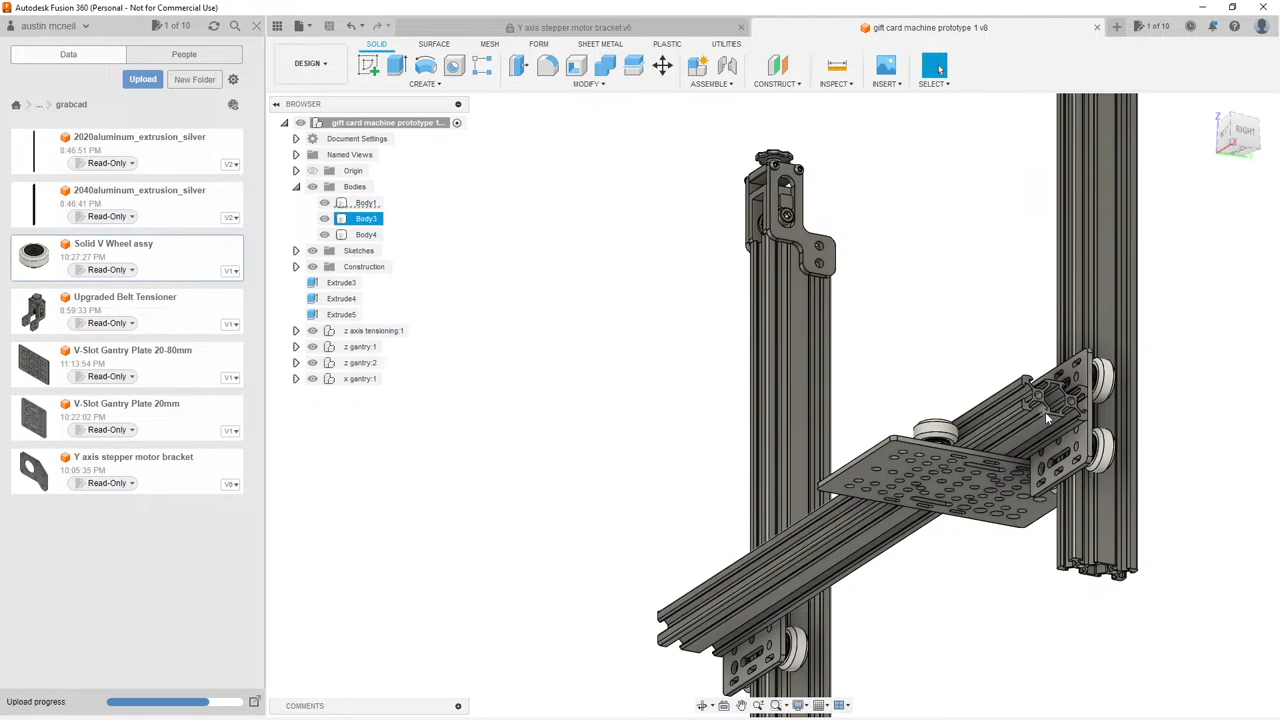 Autodesk Fusion 360 (Personal - Not for Commercial Use)
austin mcneil
1 of 10
Y axis stepper motor bracket v6
gift card machine prototype 1 v8
1 of 10
Data
People
SOLID
SURFACE
MESH
FORM
SHEET METAL
PLASTIC
UTILITIES
DESIGN
Upload
New Folder
CREATE
MODIFY
ASSEMBLE
CONSTRUCT
INSPECT
INSERT
SELECT
... grabcad
BROWSER
gift card machine prototype 1...
Document Settings
Named Views
Origin
Bodies
Body1
Body3
Body4
Sketches
Construction
Extrude3
Extrude4
Extrude5
z axis tensioning:1
z gantry:1
z gantry:2
x gantry:1
2020aluminum_extrusion_silver
8:46:51 PM
Read-Only
V2
2040aluminum_extrusion_silver
8:46:41 PM
Read-Only
V2
Solid V Wheel assy
10:27:27 PM
Read-Only
V1
Upgraded Belt Tensioner
8:59:33 PM
Read-Only
V1
V-Slot Gantry Plate 20-80mm
11:13:54 PM
Read-Only
V1
V-Slot Gantry Plate 20mm
10:22:02 PM
Read-Only
V1
Y axis stepper motor bracket
10:05:35 PM
Read-Only
V6
Z
RIGHT
X
Y
Upload progress
COMMENTS